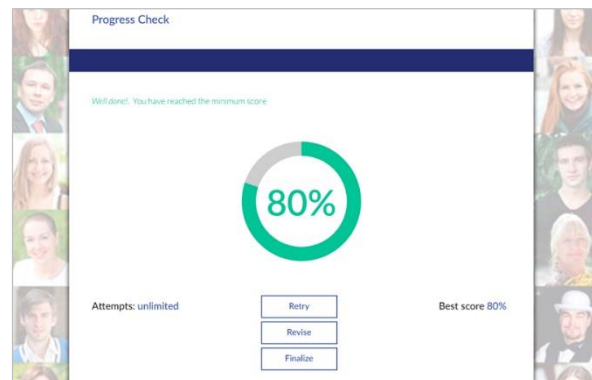 Progress Check
Well done!. You have reached the minimum score
80%
Attempts: unlimited
Retry
Best score 80%
Revise
Finalize